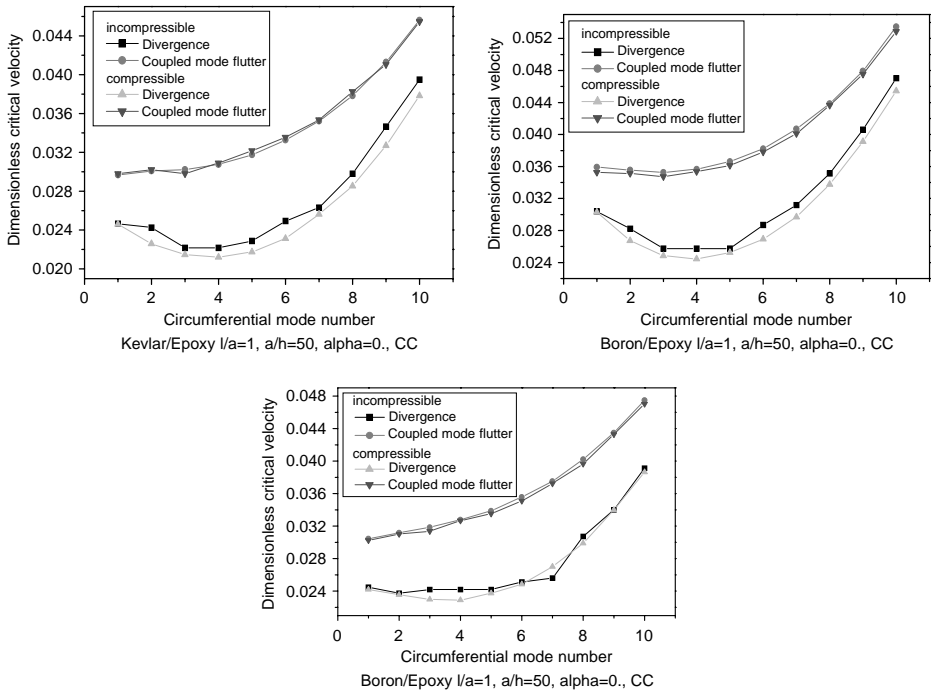 Dimensionless critical velocity
0.044
0.040
0.036
0.032
0.028
0.024
0.020
incompressible
Divergence
Coupled mode flutter
compressible
Divergence
Coupled mode flutter
0 2 4 6 8 10
Circumferential mode number
Kevlar/Epoxy l/a=1, a/h=50, alpha=0., CC
Dimensionless critical velocity
0.052
0.048
0.044
0.040
0.036
0.032
0.028
0.024
incompressible
Divergence
Coupled mode flutter
compressible
Divergence
Coupled mode flutter
0 2 4 6 8 10
Circumferential mode number
Boron/Epoxy l/a=1, a/h=50, alpha=0., CC
Dimensionless critical velocity
0.048
0.044
0.040
0.036
0.032
0.028
0.024
incompressible
Divergence
Coupled mode flutter
compressible
Divergence
Coupled mode flutter
0 2 4 6 8 10
Circumferential mode number
Boron/Epoxy l/a=1, a/h=50, alpha=0., CC